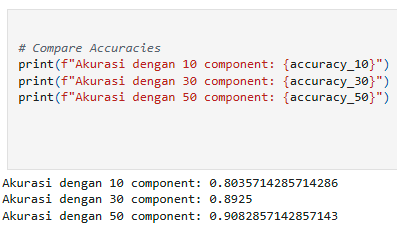 # Compare Accuracies
print(f"Akurasi dengan 10 component: {accuracy_10}")
print(f"Akurasi dengan 30 component: {accuracy_30}")
print(f"Akurasi dengan 50 component: {accuracy_50}")
Akurasi dengan 10 component: 0.8035714285714286
Akurasi dengan 30 component: 0.8925
Akurasi dengan 50 component: 0.9082857142857143